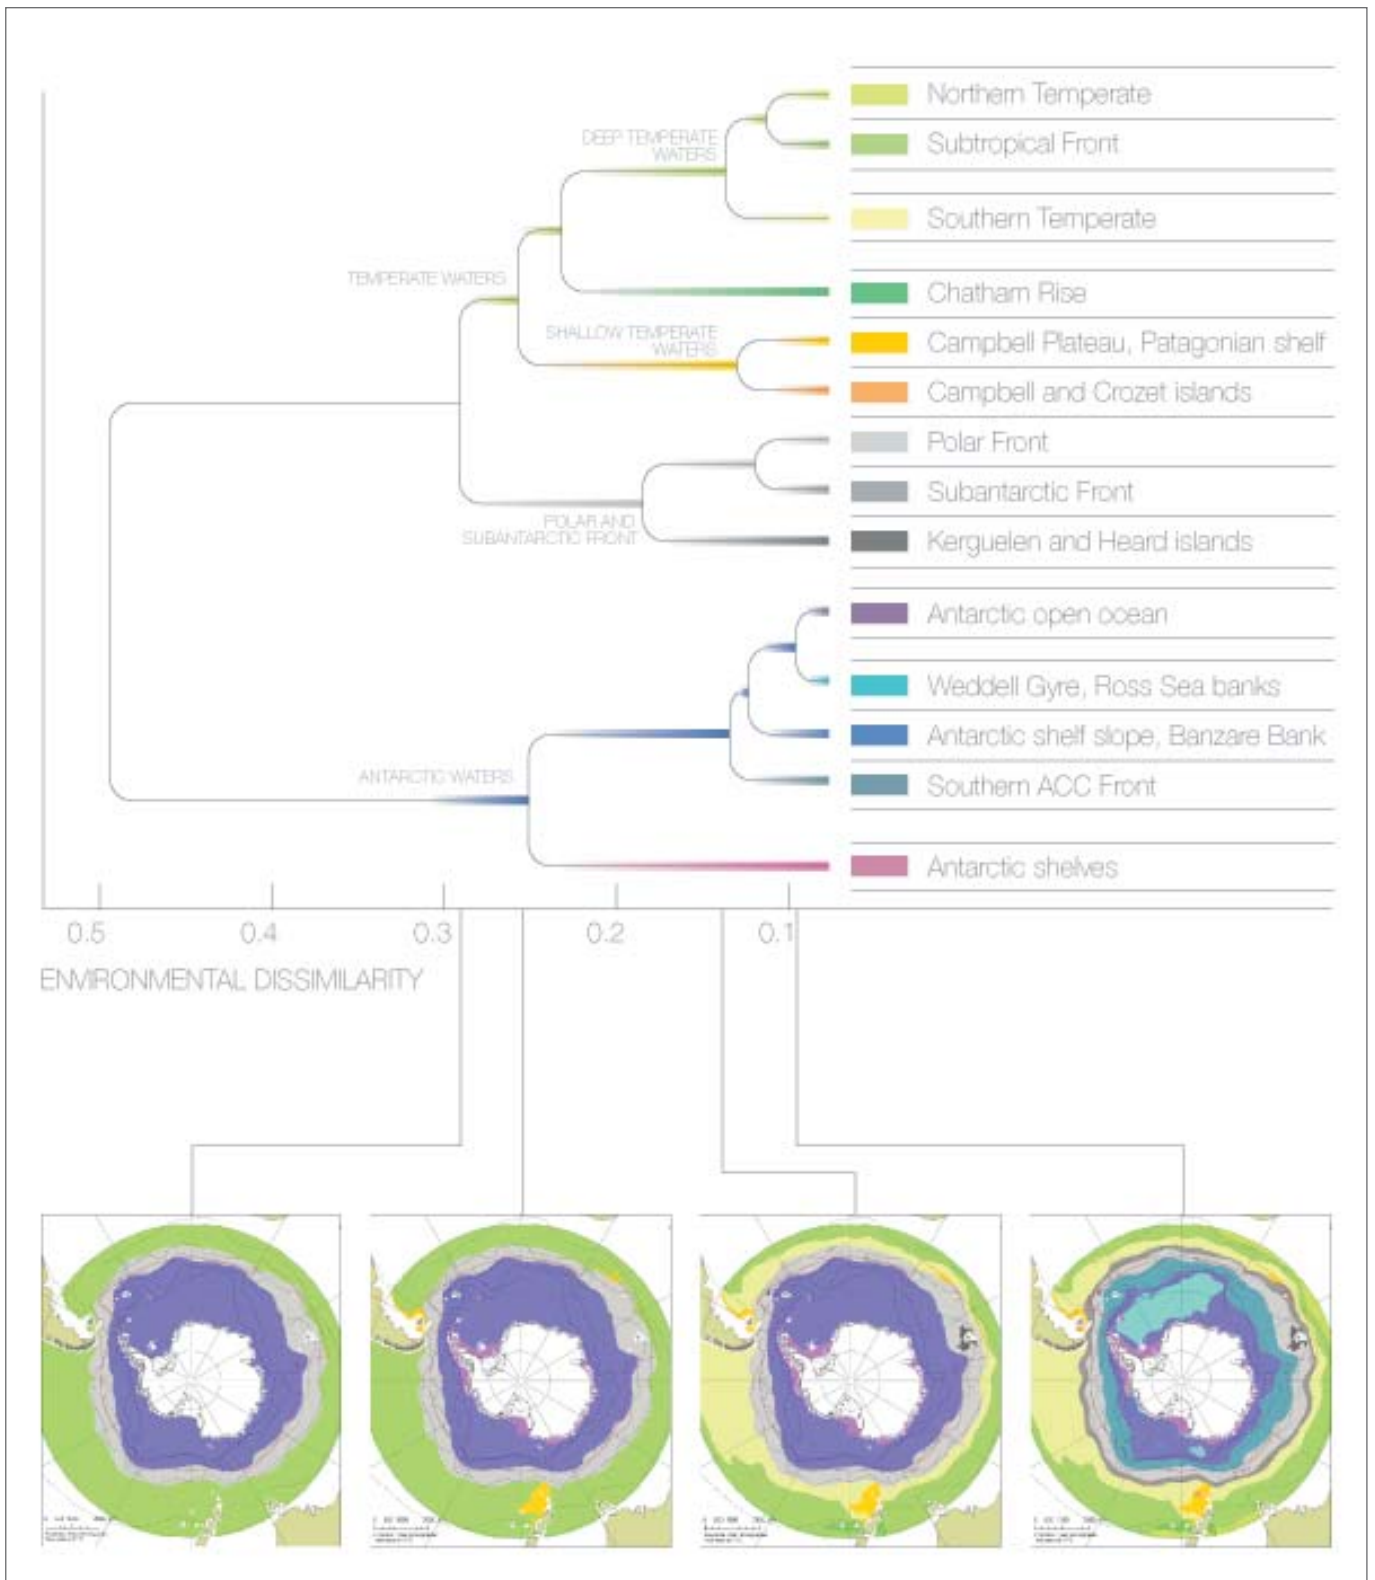 Northern Temperate
DEEP TEMPERATE
WATERS
Subtropical Front
Southern Temperate
TEMPERATE WATERS
Chatham Rise
SHALLOW TEMPERATE
WATERS
Campbell Plateau, Patagonian shelf
Campbell and Crozet islands
Polar Front
Subantarctic Front
POLAR AND
SUBANTARCTIC FRONT
Kerguelen and Heard islands
Antarctic open ocean
Weddell Gyre, Ross Sea banks
Antarctic shelf slope, Banzare Bank
ANTARCTIC WATERS
Southern ACC Front
Antarctic shelves
0.5 0.4 0.3 0.2 0.1
ENVIRONMENTAL DISSIMILARITY